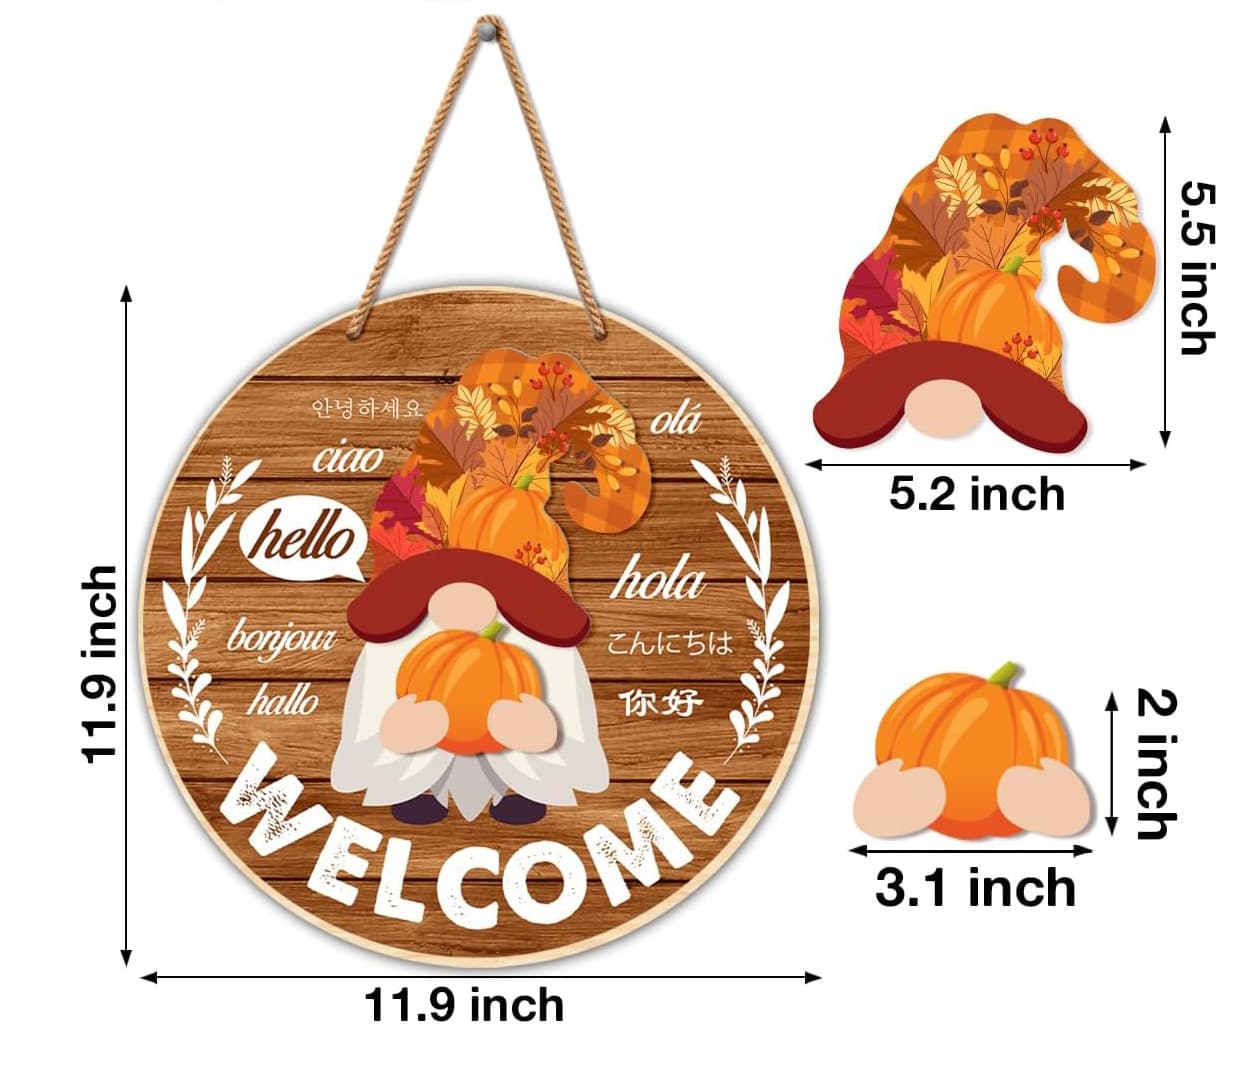 안녕하세요
olá
ciao
hello
hola
bonjour
こんにちは
hallo
你好
WELCOME
11.9 inch
11.9 inch
5.5 inch
5.2 inch
2 inch
3.1 inch